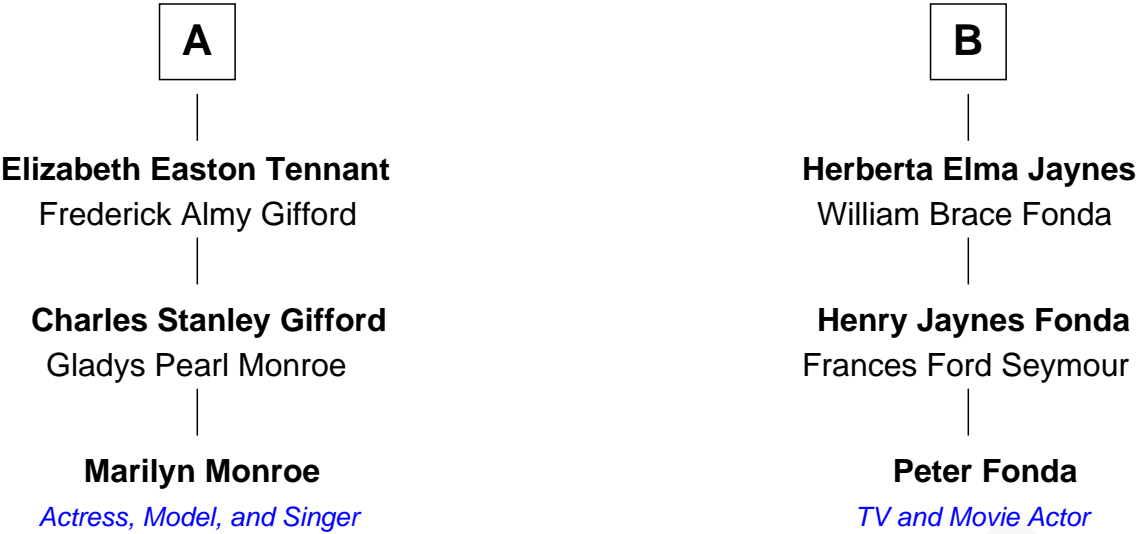 A
B
Elizabeth Easton Tennant
Frederick Almy Gifford
Herberta Elma Jaynes
William Brace Fonda
Charles Stanley Gifford
Gladys Pearl Monroe
Henry Jaynes Fonda
Frances Ford Seymour
Marilyn Monroe
Actress, Model, and Singer
Peter Fonda
TV and Movie Actor